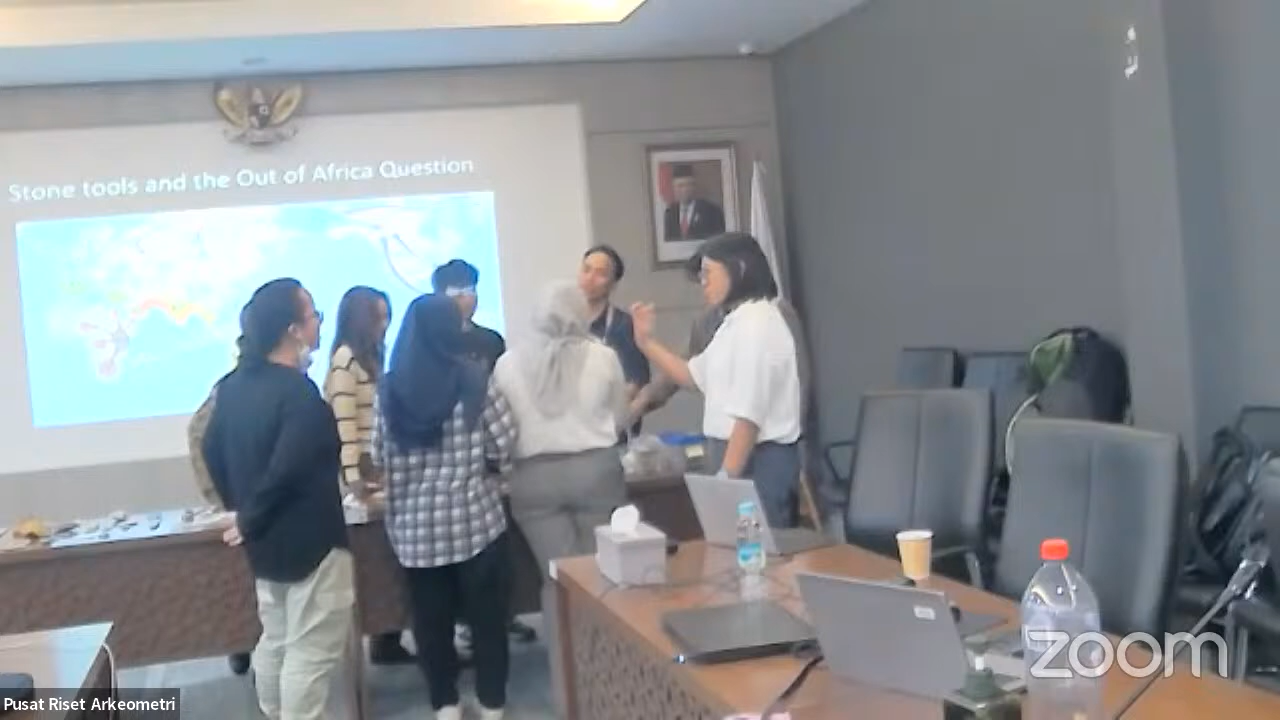 Stone tools and the Out of Africa Question
zoom
Pusat Riset Arkeometri